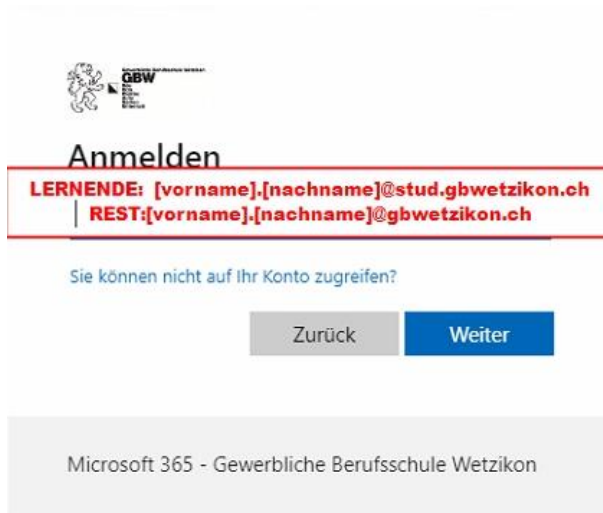 GBW
Anmelden
LERNENDE: [vorname].[nachname]@stud.gbwetzikon.ch
REST:[vorname].[nachname]@gbwetzikon.ch
Sie können nicht auf Ihr Konto zugreifen?
Zurück
Weiter
Microsoft 365 - Gewerbliche Berufsschule Wetzikon